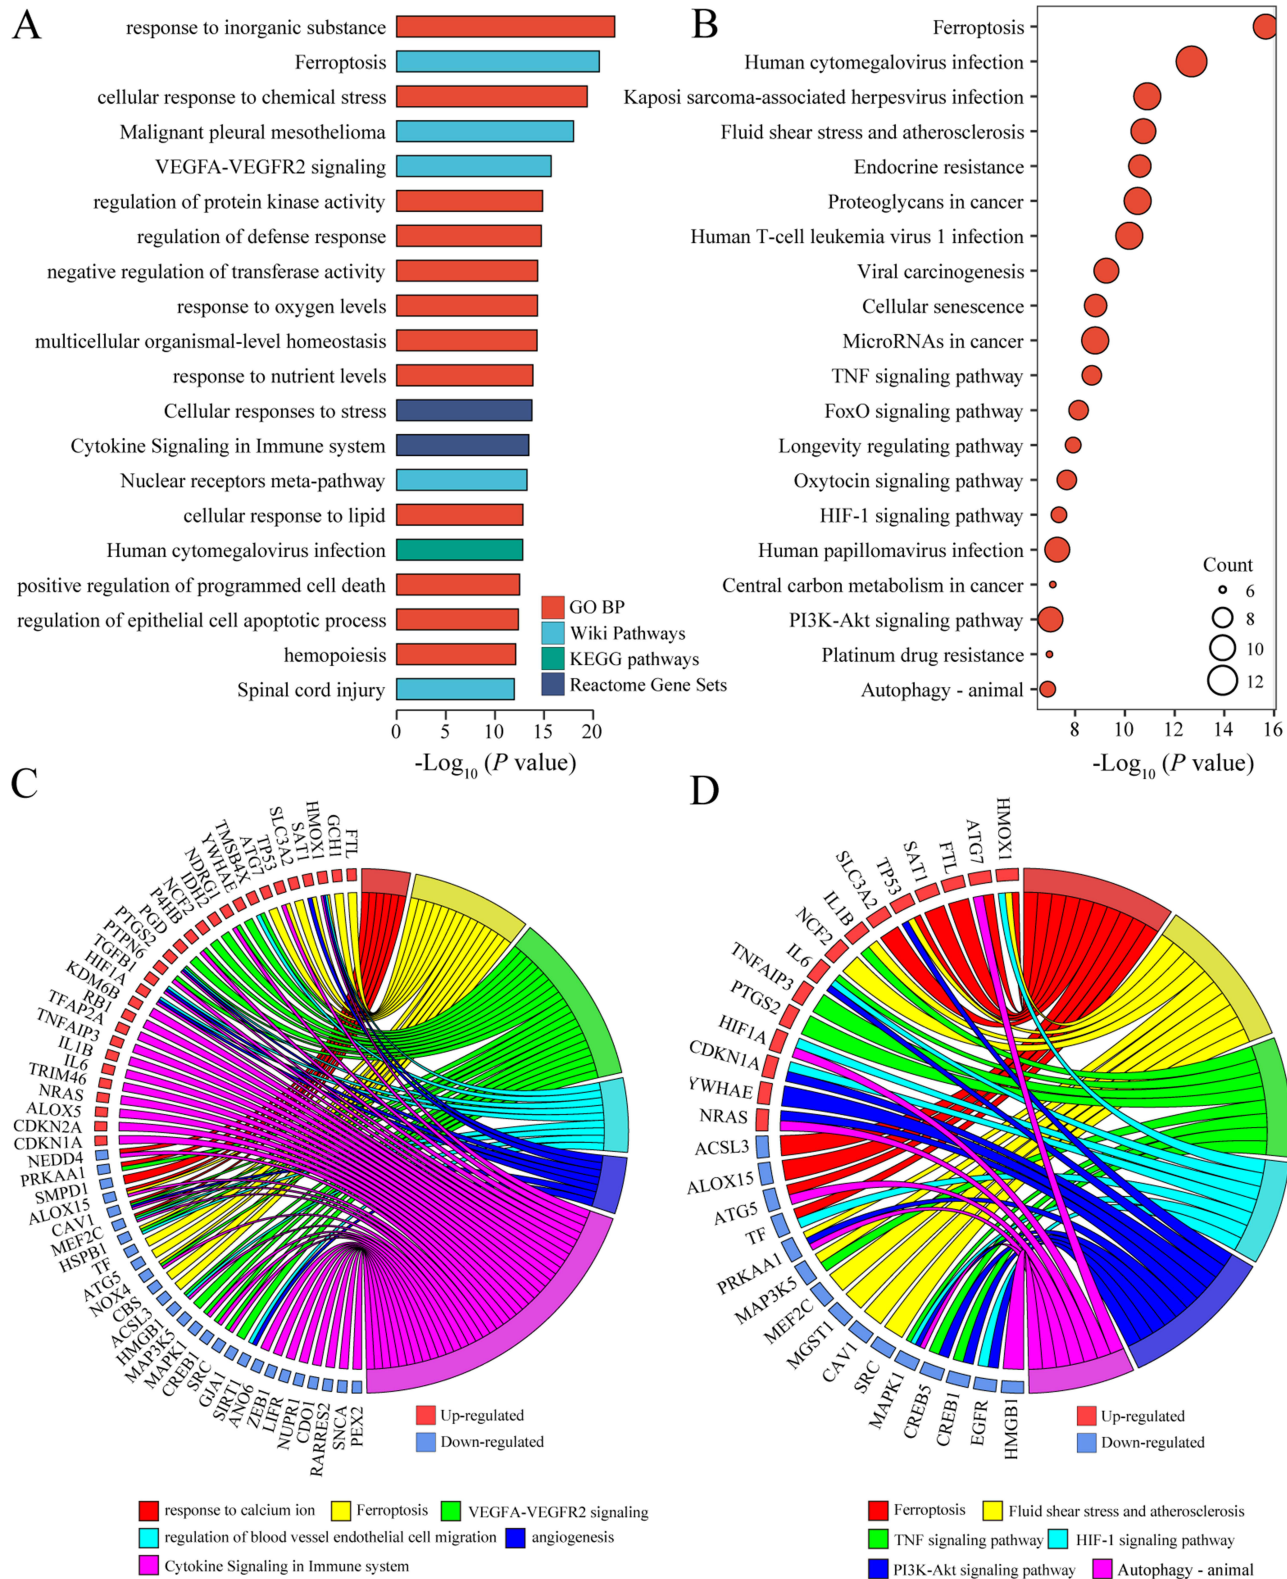 A
response to inorganic substance
Ferroptosis
cellular response to chemical stress
Malignant pleural mesothelioma
VEGFA-VEGFR2 signaling
regulation of protein kinase activity
regulation of defense response
negative regulation of transferase activity
response to oxygen levels
multicellular organismal-level homeostasis
response to nutrient levels
Cellular responses to stress
Cytokine Signaling in Immune system
Nuclear receptors meta-pathway
cellular response to lipid
Human cytomegalovirus infection
positive regulation of programmed cell death
regulation of epithelial cell apoptotic process
hemopoiesis
Spinal cord injury
GO BP
Wiki Pathways
KEGG pathways
Reactome Gene Sets
0 5 10 15 20
-Log₁₀ (P value)
B
Ferroptosis
Human cytomegalovirus infection
Kaposi sarcoma-associated herpesvirus infection
Fluid shear stress and atherosclerosis
Endocrine resistance
Proteoglycans in cancer
Human T-cell leukemia virus 1 infection
Viral carcinogenesis
Cellular senescence
MicroRNAs in cancer
TNF signaling pathway
FoxO signaling pathway
Longevity regulating pathway
Oxytocin signaling pathway
HIF-1 signaling pathway
Human papillomavirus infection
Central carbon metabolism in cancer
PI3K-Akt signaling pathway
Platinum drug resistance
Autophagy - animal
Count
6
8
10
12
8 10 12 14 16
-Log₁₀ (P value)
C
FTL
GCH1
HMOX1
SAT1
SLC3A2
TP53
ATG7
TMSB4X
YWHAE
NDRG1
IDH2
NCF2
P4HB
PGD
PTGS2
PTPN6
TGFB1
HIF1A
KDM6B
RB1
TFAP2A
TNFAIP3
IL1B
IL6
TRIM46
NRAS
ALOX5
CDKN2A
CDKN1A
NEDD4
PRKAA1
SMPD1
ALOX15
CAV1
MEF2C
HSPB1
TF
ATG5
NOX4
CBS
ACSL3
HMGB1
MAP3K5
MAPK1
CREB1
SRC
GJA1
SIRT1
ANO6
ZEB1
LIFR
NUPR1
CDO1
RARRES2
SNCA
PEX2
Up-regulated
Down-regulated
response to calcium ion Ferroptosis VEGFA-VEGFR2 signaling
regulation of blood vessel endothelial cell migration angiogenesis
Cytokine Signaling in Immune system
D
HMOX1
ATG7
FTL
SAT1
TP53
SLC3A2
IL1B
NCF2
IL6
TNFAIP3
PTGS2
HIF1A
CDKN1A
YWHAE
NRAS
ACSL3
ALOX15
ATG5
TF
PRKAA1
MAP3K5
MEF2C
MGST1
CAV1
SRC
MAPK1
CREB5
CREB1
EGFR
HMGB1
Up-regulated
Down-regulated
Ferroptosis Fluid shear stress and atherosclerosis
TNF signaling pathway HIF-1 signaling pathway
PI3K-Akt signaling pathway Autophagy - animal